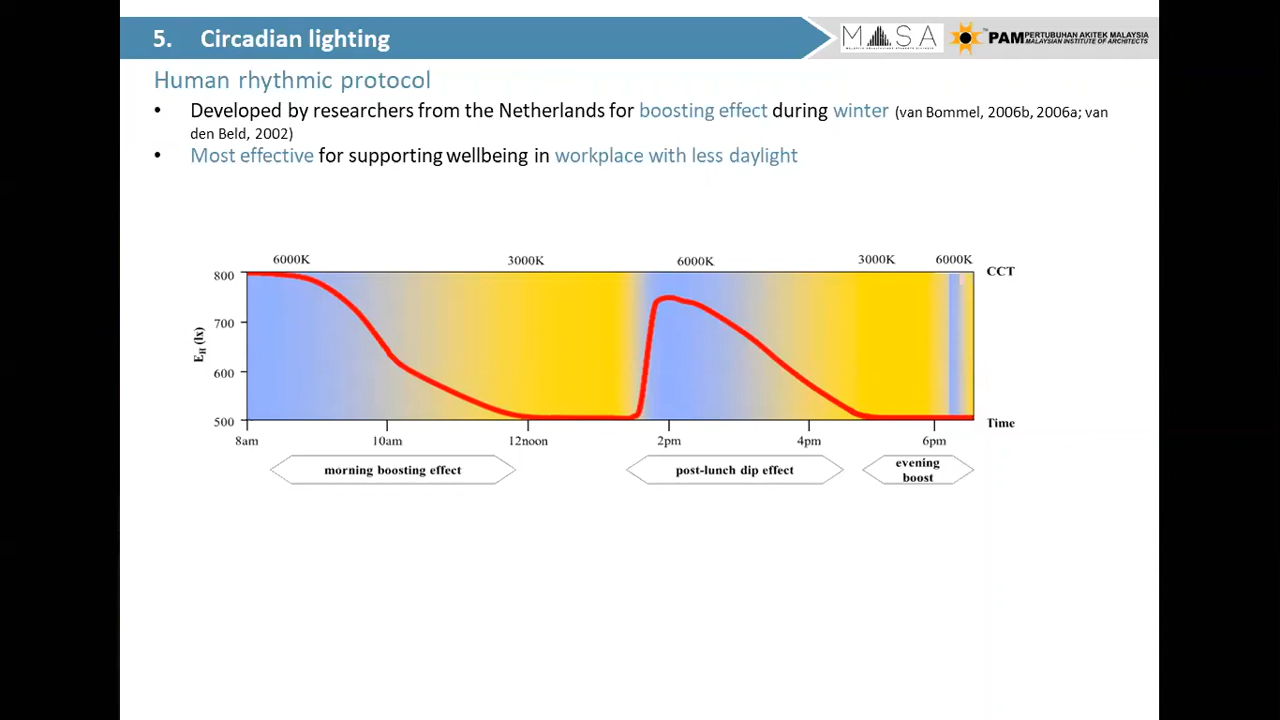 5. Circadian lighting
MASA
PAM PERTUBUHAN AKITEK MALAYSIA
MALAYSIAN INSTITUTE OF ARCHITECTS
Human rhythmic protocol
• Developed by researchers from the Netherlands for boosting effect during winter (van Bommel, 2006b, 2006a; van
den Beld, 2002)
• Most effective for supporting wellbeing in workplace with less daylight
6000K 3000K 6000K 3000K 6000K
CCT
800
700
600
500
EH (lx)
Time
8am 10am 12noon 2pm 4pm 6pm
morning boosting effect
post-lunch dip effect
evening
boost